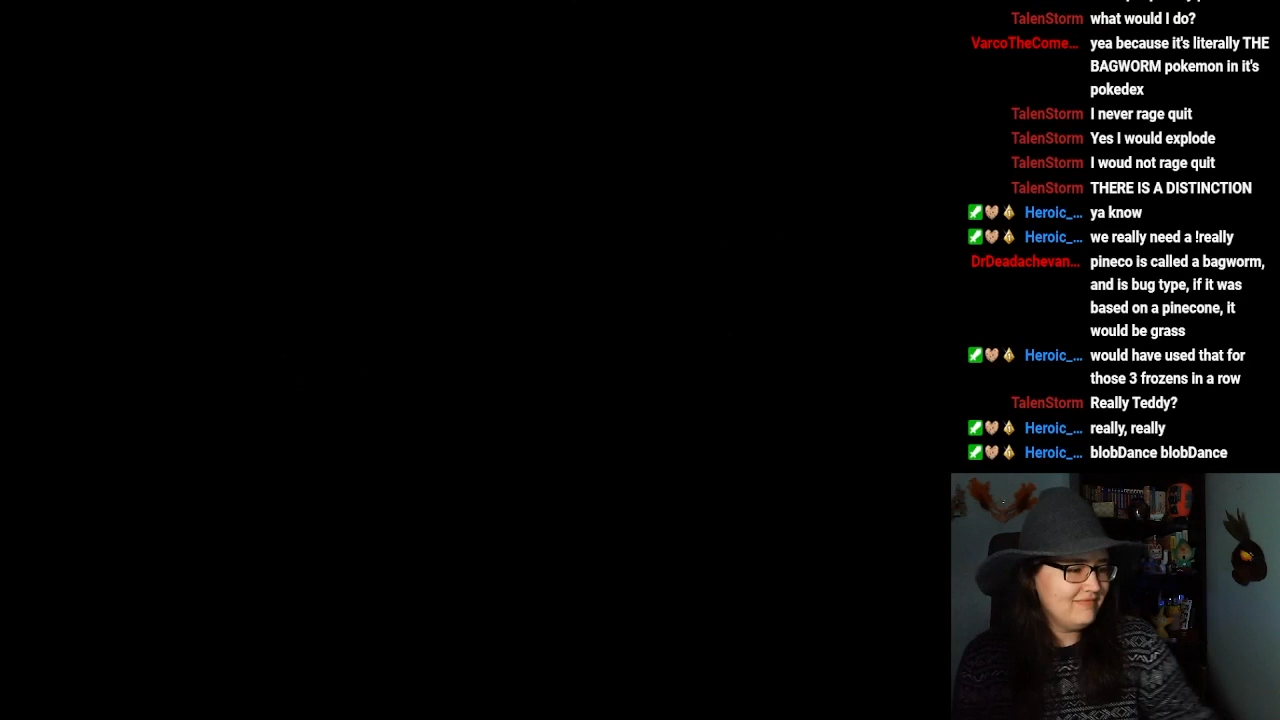 TalenStorm what would I do?
VarcoTheCome... yea because it's literally THE
BAGWORM pokemon in it's
pokedex
TalenStorm I never rage quit
TalenStorm Yes I would explode
TalenStorm I woud not rage quit
TalenStorm THERE IS A DISTINCTION
Heroic_... ya know
Heroic_... we really need a !really
DrDeadachevan... pineco is called a bagworm,
and is bug type, if it was
based on a pinecone, it
would be grass
Heroic_... would have used that for
those 3 frozens in a row
TalenStorm Really Teddy?
Heroic_... really, really
Heroic_... blobDance blobDance